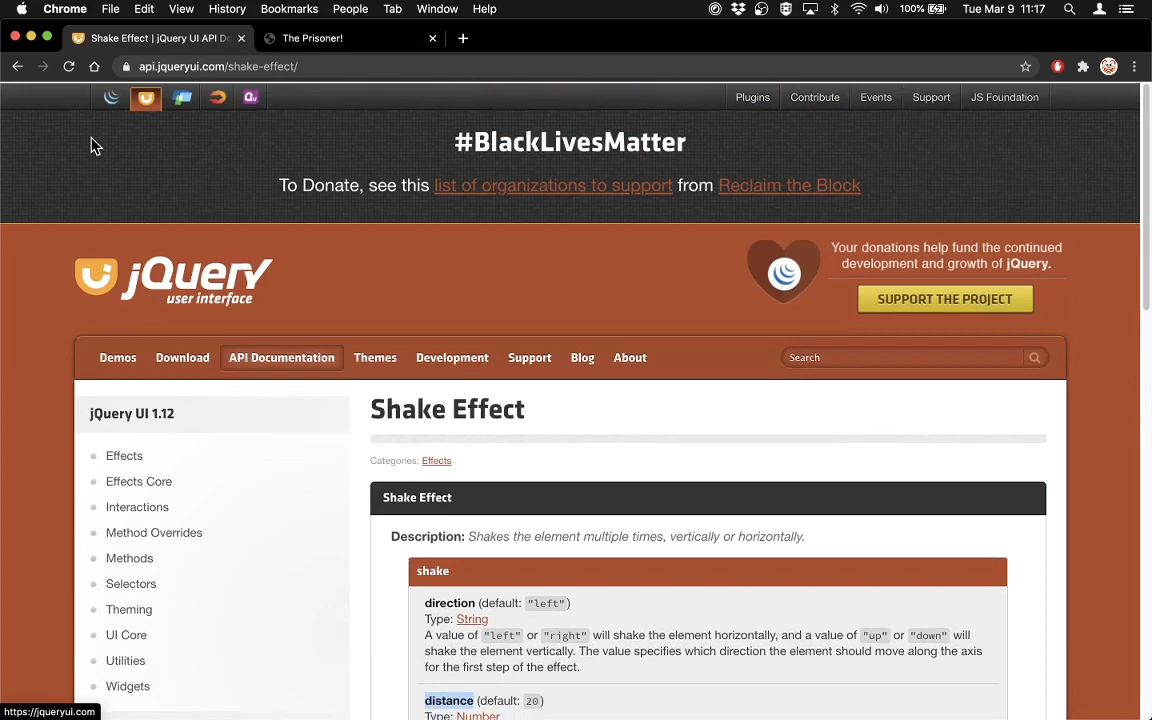 Chrome File Edit View History Bookmarks People Tab Window Help 100% Tue Mar 9 11:17
Shake Effect | jQuery UI API Do The Prisoner!
api.jqueryui.com/shake-effect/
Plugins Contribute Events Support JS Foundation
#BlackLivesMatter
To Donate, see this list of organizations to support from Reclaim the Block
Your donations help fund the continued
development and growth of jQuery.
jQuery
user interface
SUPPORT THE PROJECT
Demos Download API Documentation Themes Development Support Blog About Search
jQuery UI 1.12
Effects
Effects Core
Interactions
Method Overrides
Methods
Selectors
Theming
UI Core
Utilities
Widgets
Shake Effect
Categories: Effects
Shake Effect
Description: Shakes the element multiple times, vertically or horizontally.
shake
direction (default: "left")
Type: String
A value of "left" or "right" will shake the element horizontally, and a value of "up" or "down" will
shake the element vertically. The value specifies which direction the element should move along the axis
for the first step of the effect.
distance (default: 20)
Type: Number
https://jqueryui.com